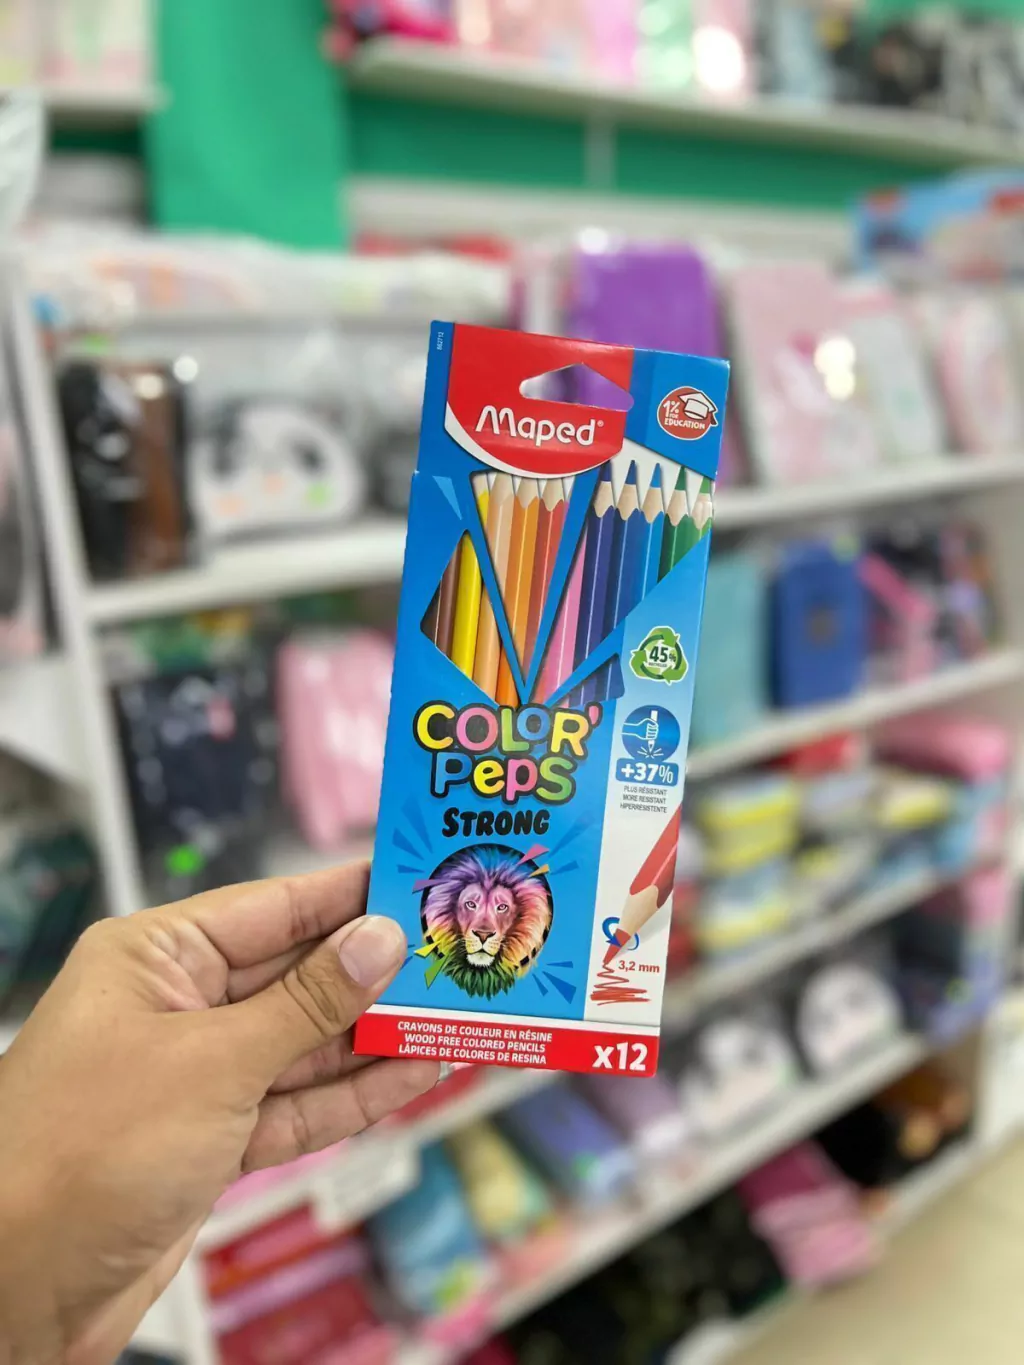 862712
Maped®
1% FOR
EDUCATION
45%
COLOR'
PePS
STRONG
+37%
PLUS RÉSISTANT
MORE RESISTANT
HIPERRESISTENTE
3,2 mm
CRAYONS DE COULEUR EN RÉSINE
WOOD FREE COLORED PENCILS
LÁPICES DE COLORES DE RESINA
x12